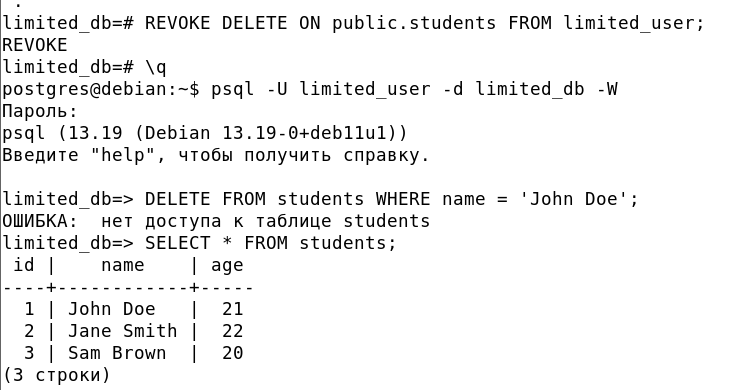 .
limited_db=# REVOKE DELETE ON public.students FROM limited_user;
REVOKE
limited_db=# \q
postgres@debian:~$ psql -U limited_user -d limited_db -W
Пароль:
psql (13.19 (Debian 13.19-0+deb11u1))
Введите "help", чтобы получить справку.

limited_db=> DELETE FROM students WHERE name = 'John Doe';
ОШИБКА:  нет доступа к таблице students
limited_db=> SELECT * FROM students;
 id |    name    | age
----+------------+-----
  1 | John Doe   |  21
  2 | Jane Smith |  22
  3 | Sam Brown  |  20
(3 строки)